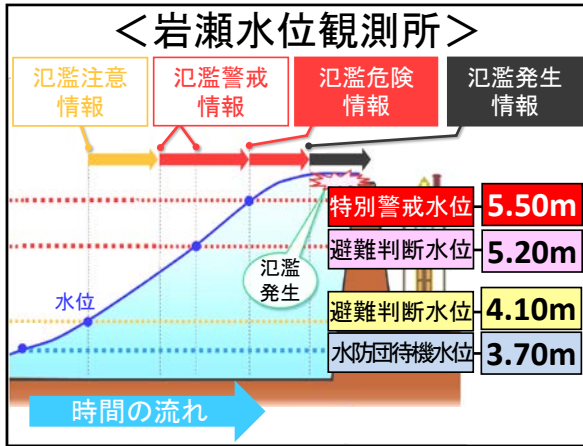 ＜岩瀬水位観測所＞
氾濫注意
情報
氾濫警戒
情報
氾濫危険
情報
氾濫発生
情報
特別警戒水位 5.50m
避難判断水位 5.20m
氾濫
発生
水位
避難判断水位 4.10m
水防団待機水位 3.70m
時間の流れ